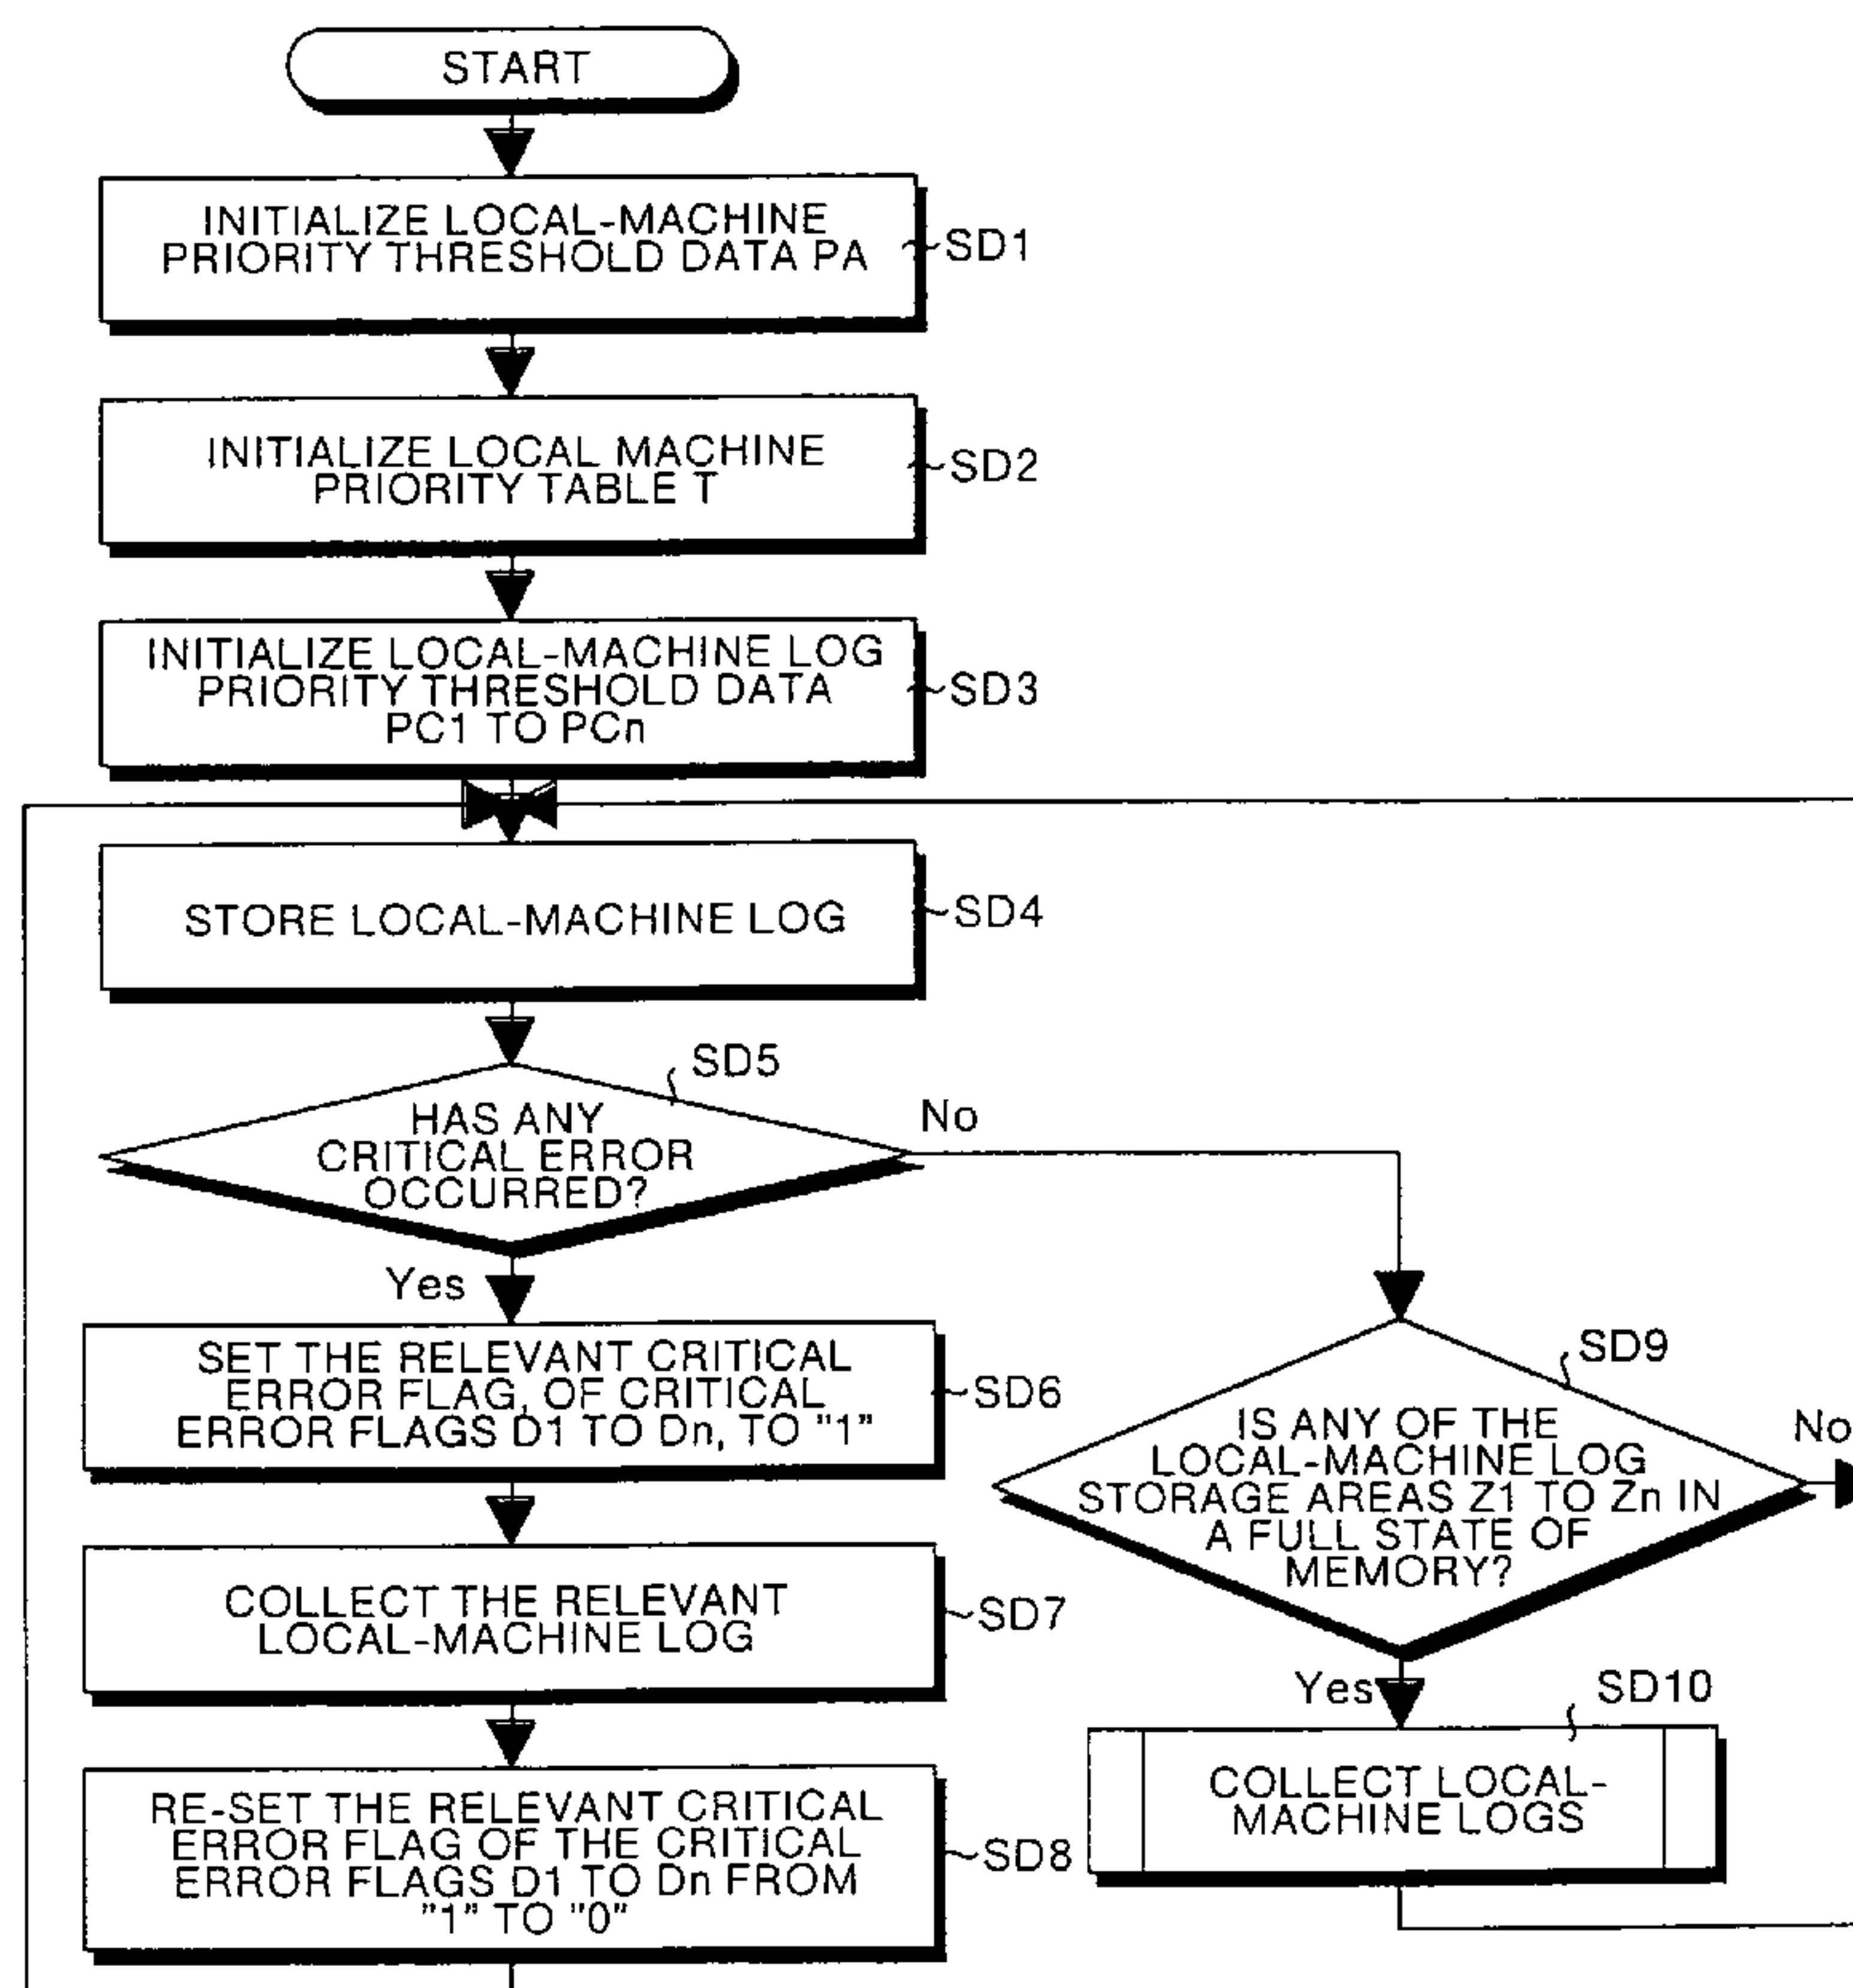 START
INITIALIZE LOCAL-MACHINE
PRIORITY THRESHOLD DATA PA
SD1
INITIALIZE LOCAL MACHINE
PRIORITY TABLE T
SD2
INITIALIZE LOCAL-MACHINE LOG
PRIORITY THRESHOLD DATA
PC1 TO PCn
SD3
STORE LOCAL-MACHINE LOG
SD4
SD5
HAS ANY
CRITICAL ERROR
OCCURRED?
No
Yes
SET THE RELEVANT CRITICAL
ERROR FLAG, OF CRITICAL
ERROR FLAGS D1 TO Dn, TO "1"
SD6
COLLECT THE RELEVANT
LOCAL-MACHINE LOG
SD7
RE-SET THE RELEVANT CRITICAL
ERROR FLAG OF THE CRITICAL
ERROR FLAGS D1 TO Dn FROM
"1" TO "0"
SD8
SD9
IS ANY OF THE
LOCAL-MACHINE LOG
STORAGE AREAS Z1 TO Zn IN
A FULL STATE OF
MEMORY?
No
Yes
SD10
COLLECT LOCAL-
MACHINE LOGS